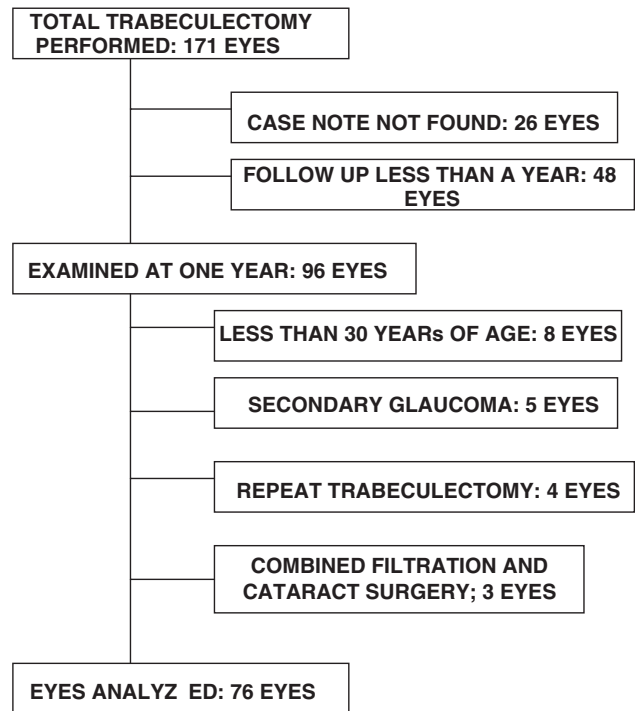 TOTAL TRABECULECTOMY
PERFORMED: 171 EYES
CASE NOTE NOT FOUND: 26 EYES
FOLLOW UP LESS THAN A YEAR: 48
EYES
EXAMINED AT ONE YEAR: 96 EYES
LESS THAN 30 YEARs OF AGE: 8 EYES
SECONDARY GLAUCOMA: 5 EYES
REPEAT TRABECULECTOMY: 4 EYES
COMBINED FILTRATION AND
CATARACT SURGERY; 3 EYES
EYES ANALYZ ED: 76 EYES